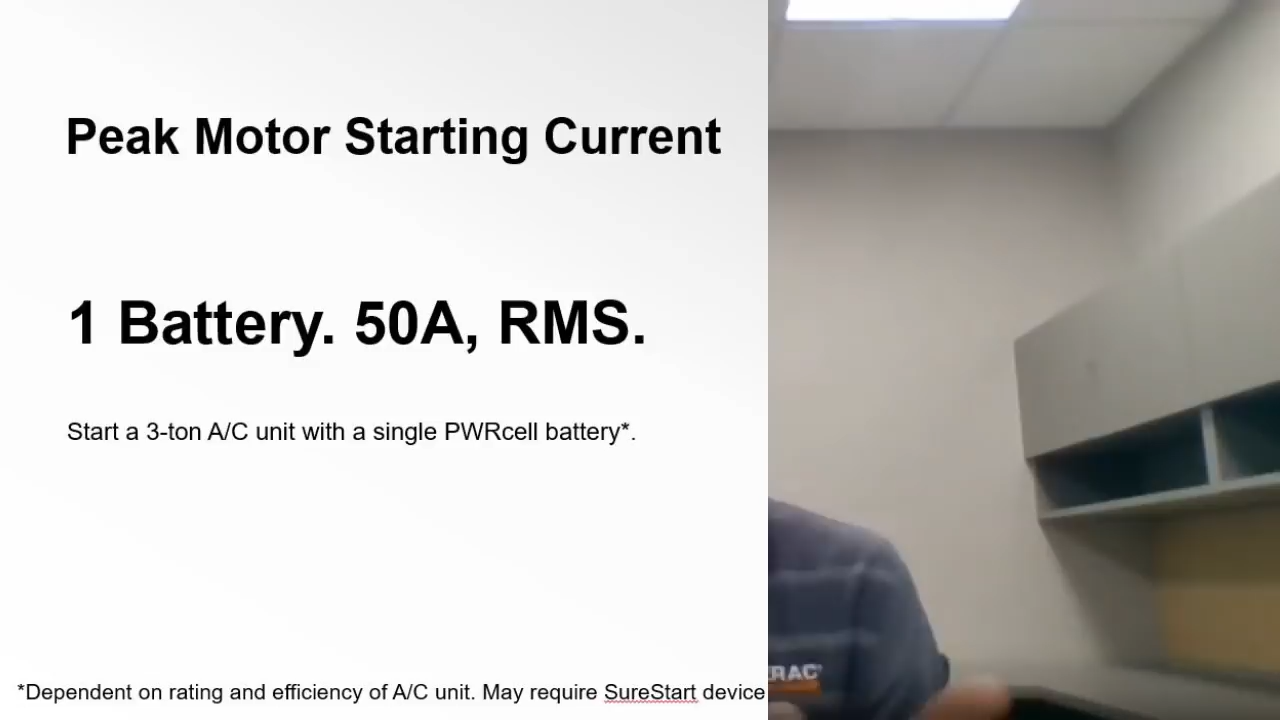 Peak Motor Starting Current
1 Battery. 50A, RMS.
Start a 3-ton A/C unit with a single PWRcell battery*.
*Dependent on rating and efficiency of A/C unit. May require SureStart device
RAC